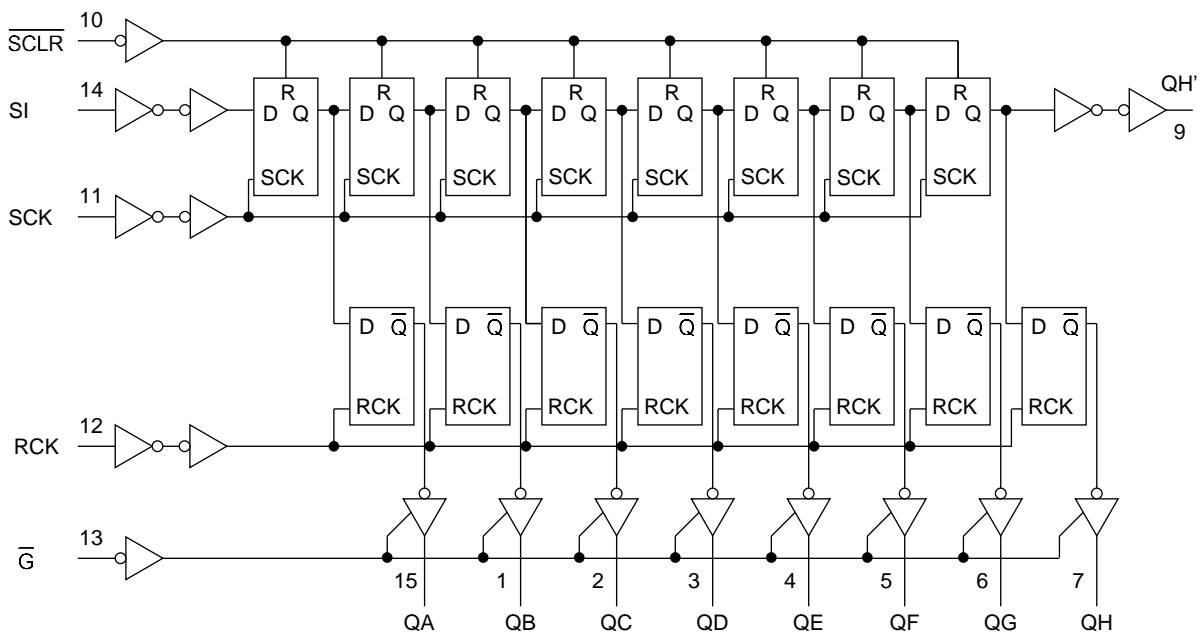 10
S̅C̅L̅R̅
R R R R R R R R
14
SI
D Q D Q D Q D Q D Q D Q D Q D Q
QH'
9
SCK SCK SCK SCK SCK SCK SCK SCK
11
SCK
D Q̅ D Q̅ D Q̅ D Q̅ D Q̅ D Q̅ D Q̅ D Q̅
RCK RCK RCK RCK RCK RCK RCK RCK
12
RCK
13
G̅
15 1 2 3 4 5 6 7
QA QB QC QD QE QF QG QH